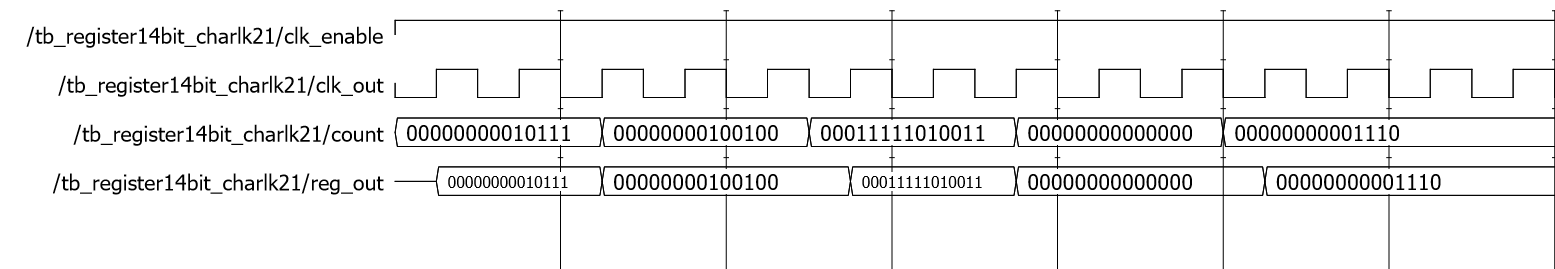 /tb_register14bit_charlk21/clk_enable
/tb_register14bit_charlk21/clk_out
/tb_register14bit_charlk21/count 00000000010111 00000000100100 00011111010011 00000000000000 00000000001110
/tb_register14bit_charlk21/reg_out 00000000010111 00000000100100 00011111010011 00000000000000 00000000001110